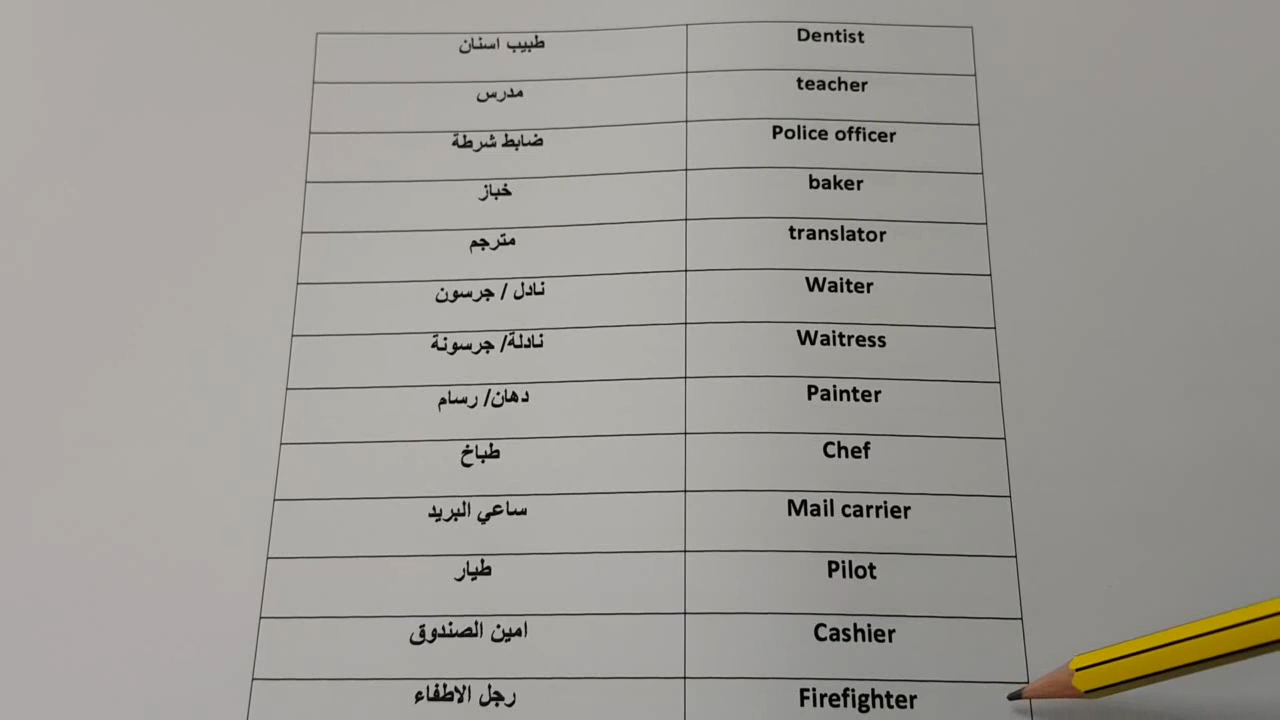 طبيب اسنان Dentist
مدرس teacher
ضابط شرطة Police officer
خباز baker
مترجم translator
نادل / جرسون Waiter
نادلة/ جرسونة Waitress
دهان/ رسام Painter
طباخ Chef
ساعي البريد Mail carrier
طيار Pilot
امين الصندوق Cashier
رجل الاطفاء Firefighter